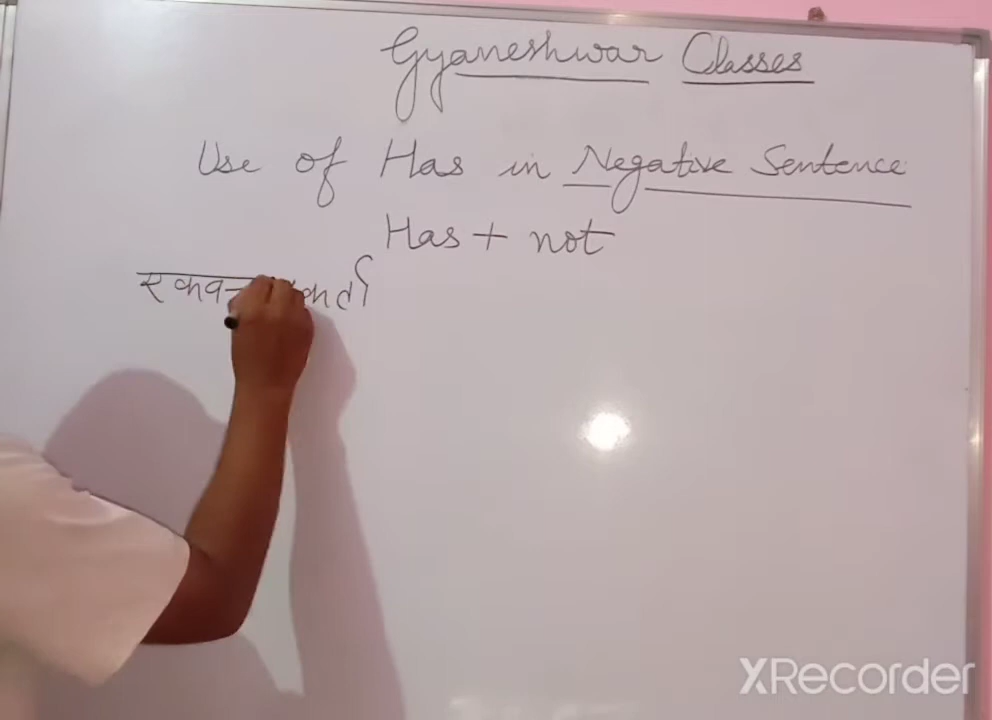 Gyaneshwar Classes
Use of Has in Negative Sentence
Has + not
XRecorder